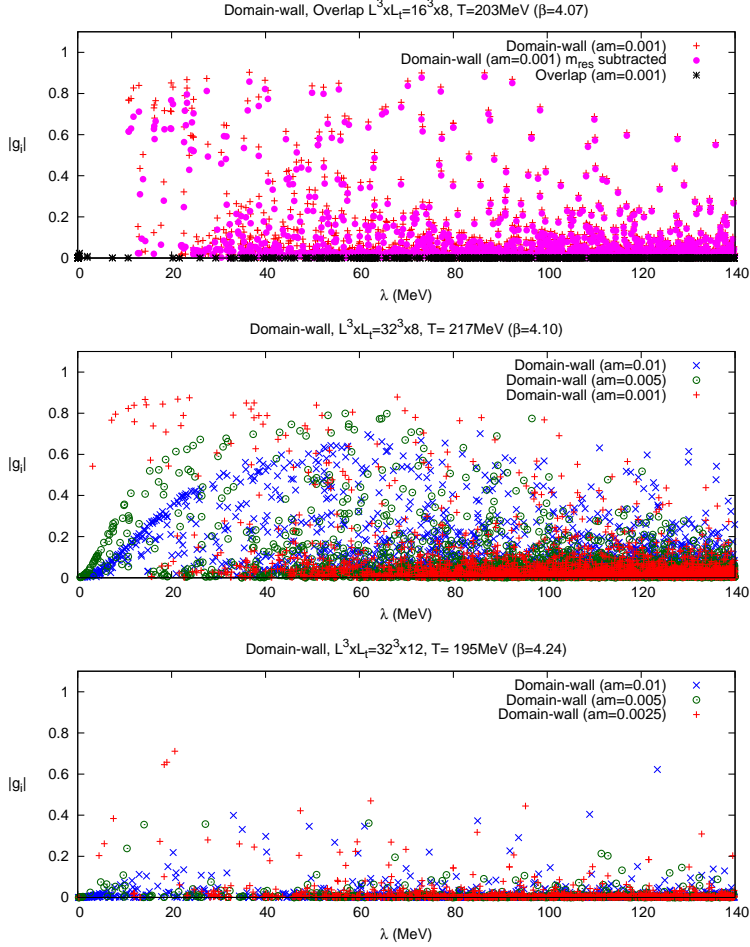 Domain-wall, Overlap L³xLₜ=16³x8, T=203MeV (β=4.07)
Domain-wall (am=0.001)
Domain-wall (am=0.001) m_res subtracted
Overlap (am=0.001)
|gᵢ|
1
0.8
0.6
0.4
0.2
0
0 20 40 60 80 100 120 140
λ (MeV)
Domain-wall, L³xLₜ=32³x8, T= 217MeV (β=4.10)
Domain-wall (am=0.01)
Domain-wall (am=0.005)
Domain-wall (am=0.001)
|gᵢ|
1
0.8
0.6
0.4
0.2
0
0 20 40 60 80 100 120 140
λ (MeV)
Domain-wall, L³xLₜ=32³x12, T= 195MeV (β=4.24)
Domain-wall (am=0.01)
Domain-wall (am=0.005)
Domain-wall (am=0.0025)
|gᵢ|
1
0.8
0.6
0.4
0.2
0
0 20 40 60 80 100 120 140
λ (MeV)